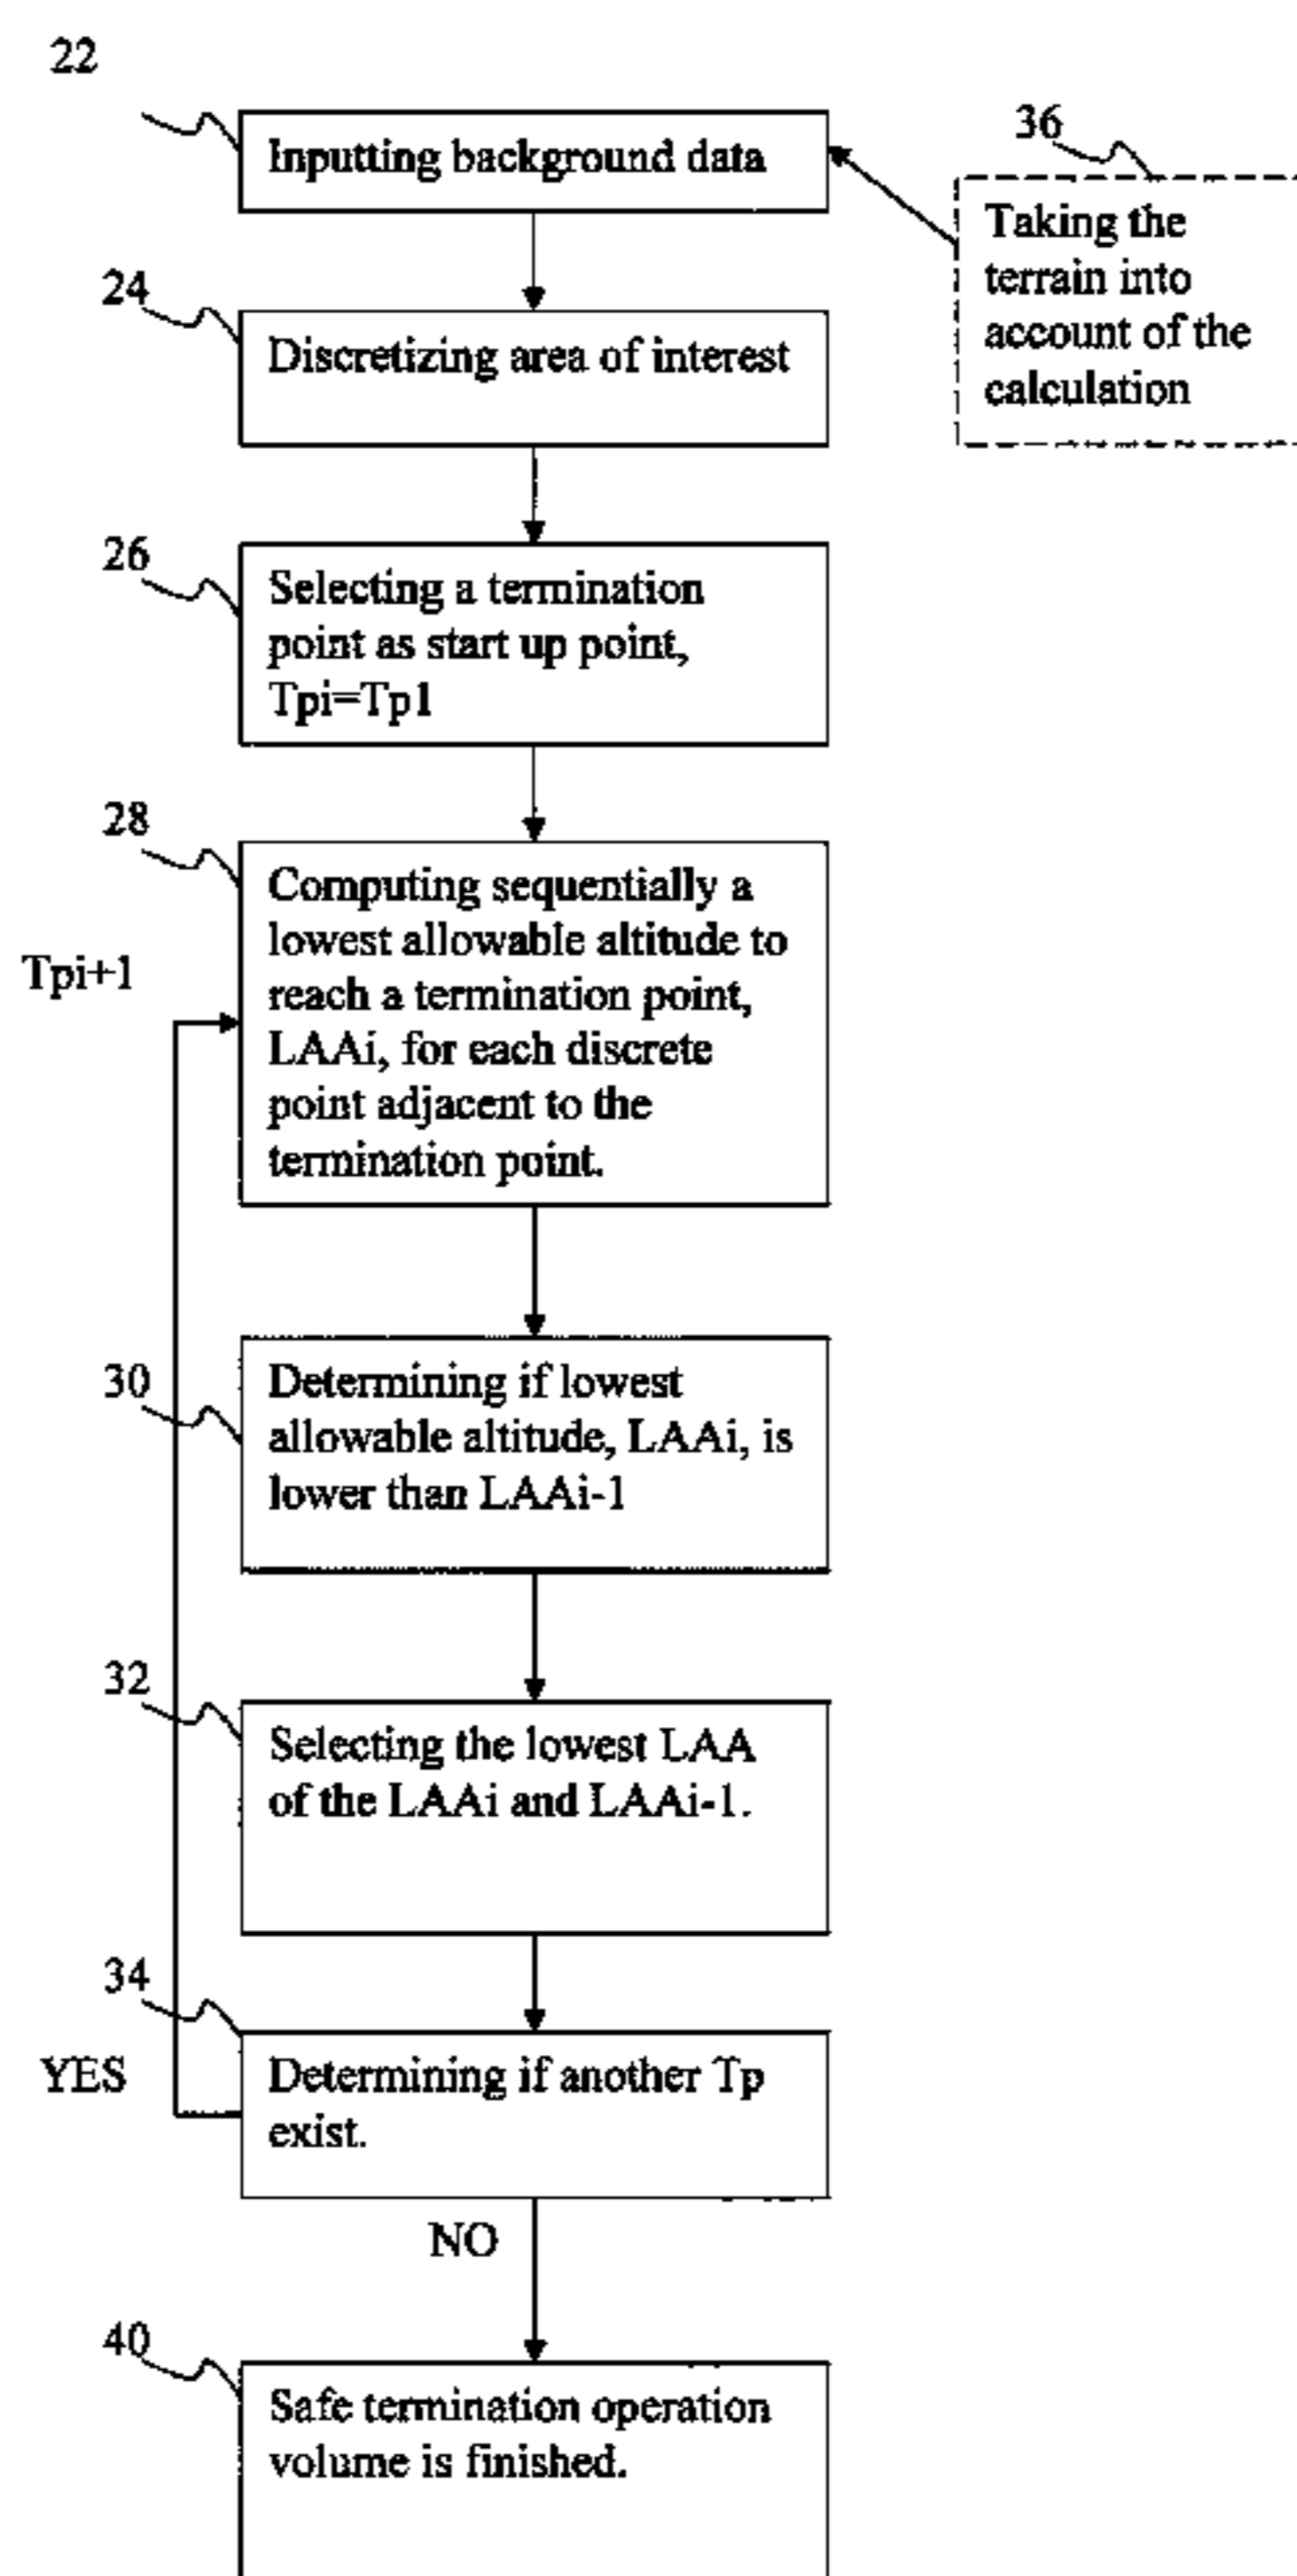 22
Inputting background data
36
Taking the
terrain into
account of the
calculation
24
Discretizing area of interest
26
Selecting a termination
point as start up point,
Tpi=Tp1
28
Computing sequentially a
lowest allowable altitude to
reach a termination point,
LAAi, for each discrete
point adjacent to the
termination point.
Tpi+1
30
Determining if lowest
allowable altitude, LAAi, is
lower than LAAi-1
32
Selecting the lowest LAA
of the LAAi and LAAi-1.
34
YES
Determining if another Tp
exist.
NO
40
Safe termination operation
volume is finished.